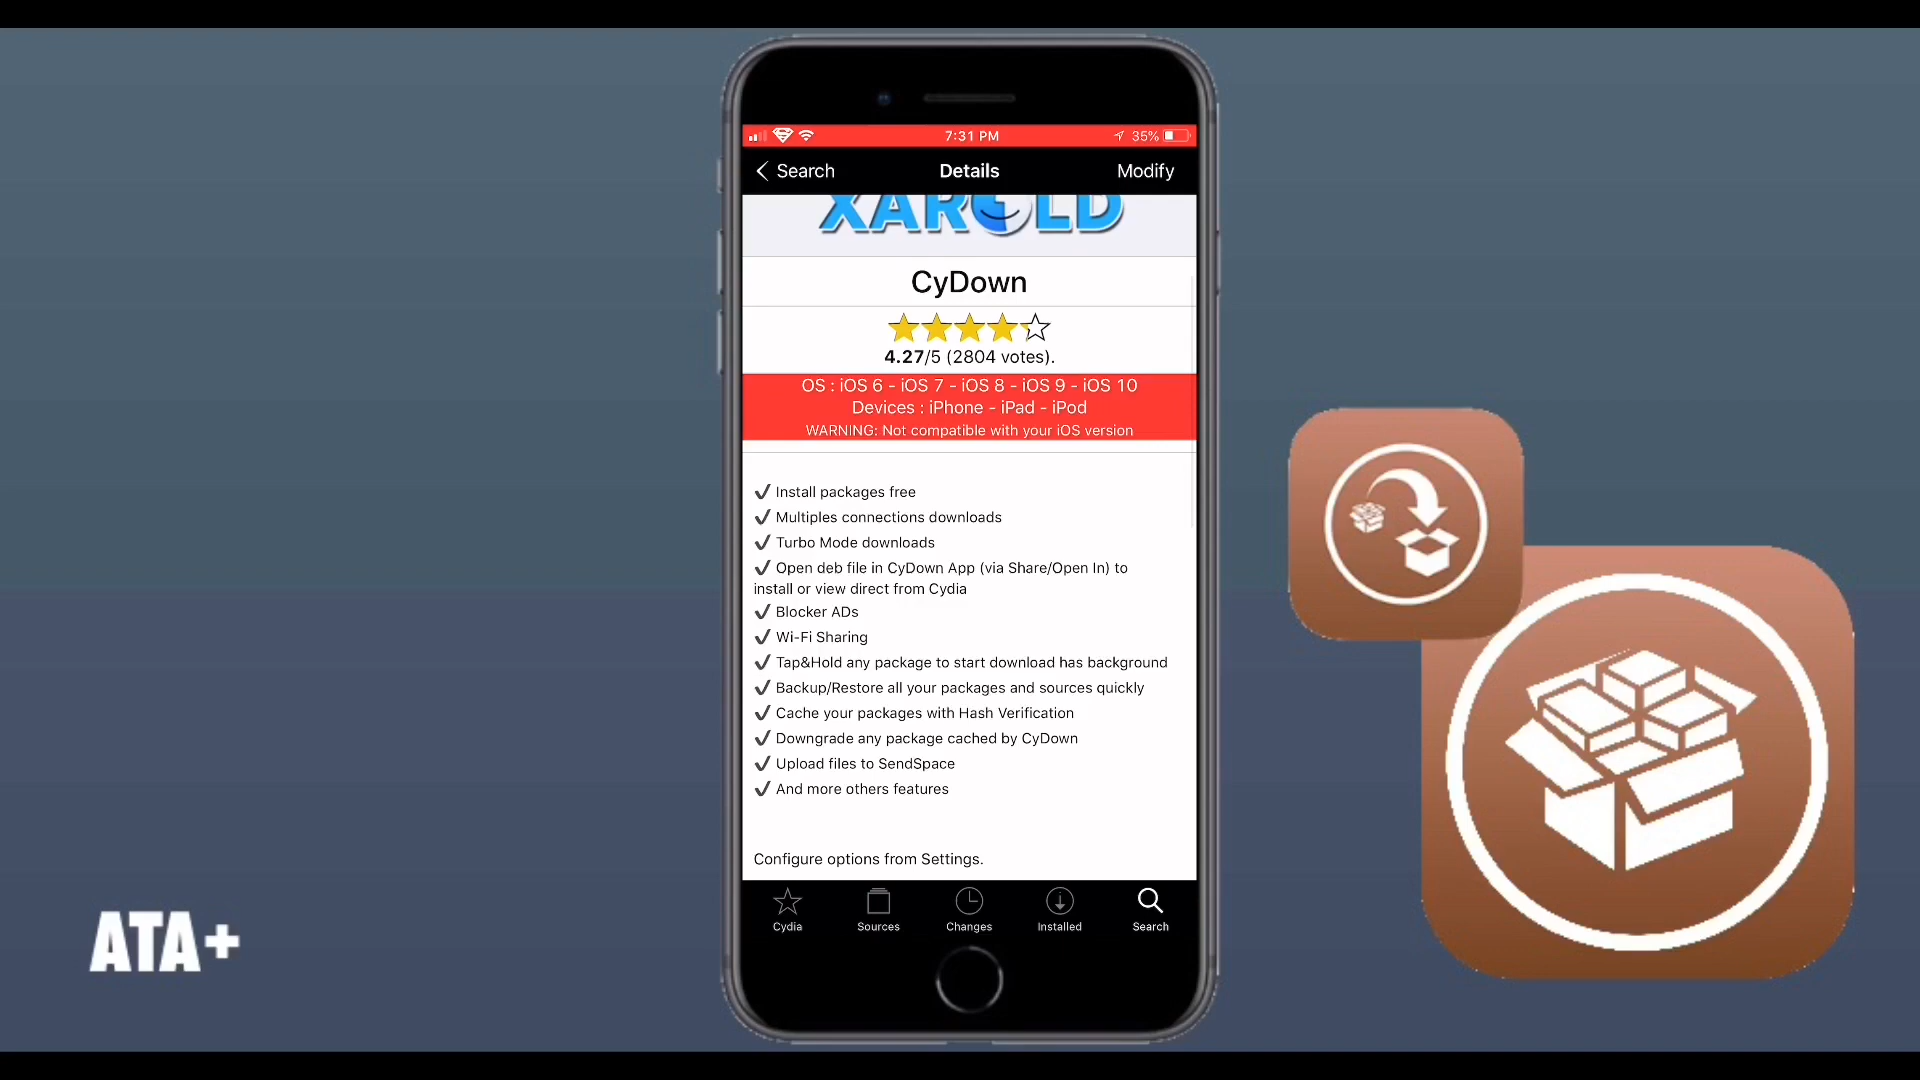 7:31 PM
35%
Search
Details
Modify
XAROLD
CyDown
4.27/5 (2804 votes).
OS : iOS 6 - iOS 7 - iOS 8 - iOS 9 - iOS 10
Devices : iPhone - iPad - iPod
WARNING: Not compatible with your iOS version
✔ Install packages free
✔ Multiples connections downloads
✔ Turbo Mode downloads
✔ Open deb file in CyDown App (via Share/Open In) to
install or view direct from Cydia
✔ Blocker ADs
✔ Wi-Fi Sharing
✔ Tap&Hold any package to start download has background
✔ Backup/Restore all your packages and sources quickly
✔ Cache your packages with Hash Verification
✔ Downgrade any package cached by CyDown
✔ Upload files to SendSpace
✔ And more others features
Configure options from Settings.
Cydia
Sources
Changes
Installed
Search
ATA+